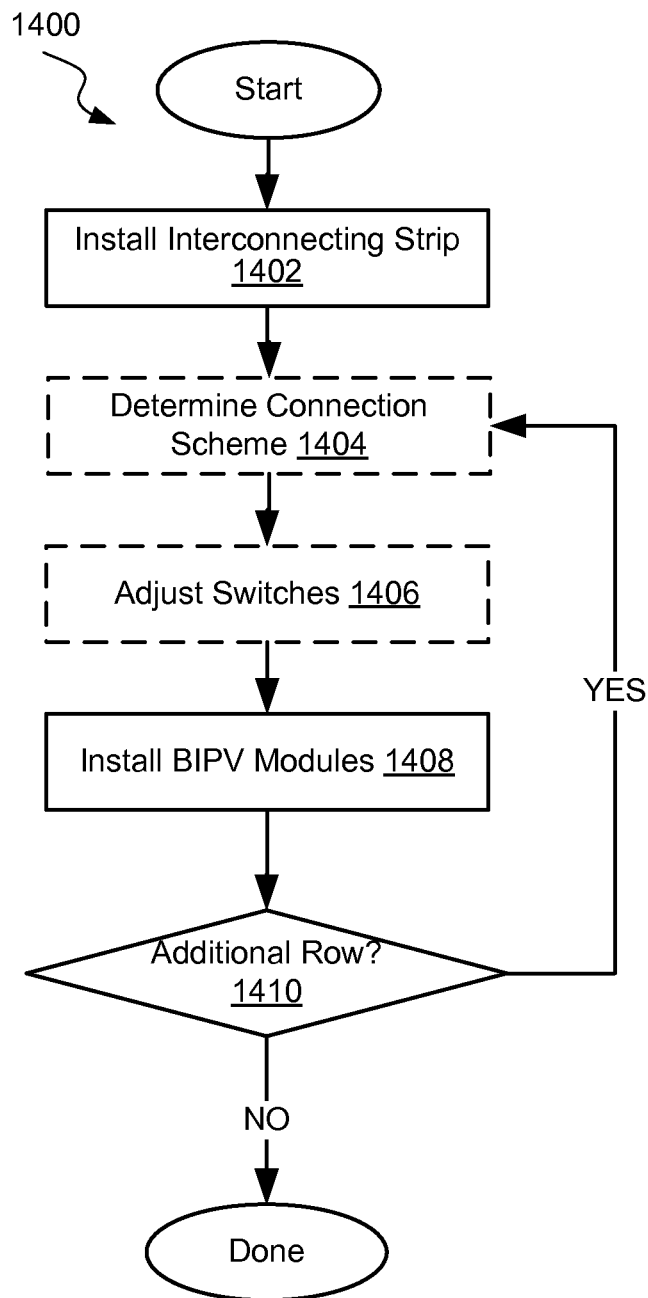 1400
Start
Install Interconnecting Strip
1402
Determine Connection
Scheme 1404
Adjust Switches 1406
YES
Install BIPV Modules 1408
Additional Row?
1410
NO
Done